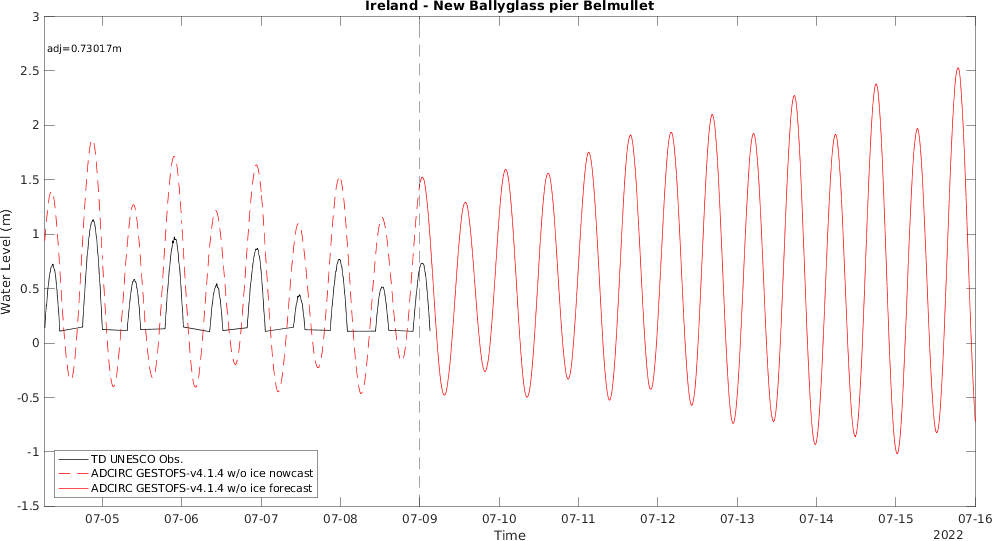 Ireland - New Ballyglass pier Belmullet
adj=0.73017m
3
2.5
2
1.5
1
0.5
0
-0.5
-1
-1.5
Water Level (m)
TD UNESCO Obs.
ADCIRC GESTOFS-v4.1.4 w/o ice nowcast
ADCIRC GESTOFS-v4.1.4 w/o ice forecast
07-05 07-06 07-07 07-08 07-09 07-10 07-11 07-12 07-13 07-14 07-15 07-16
Time
2022